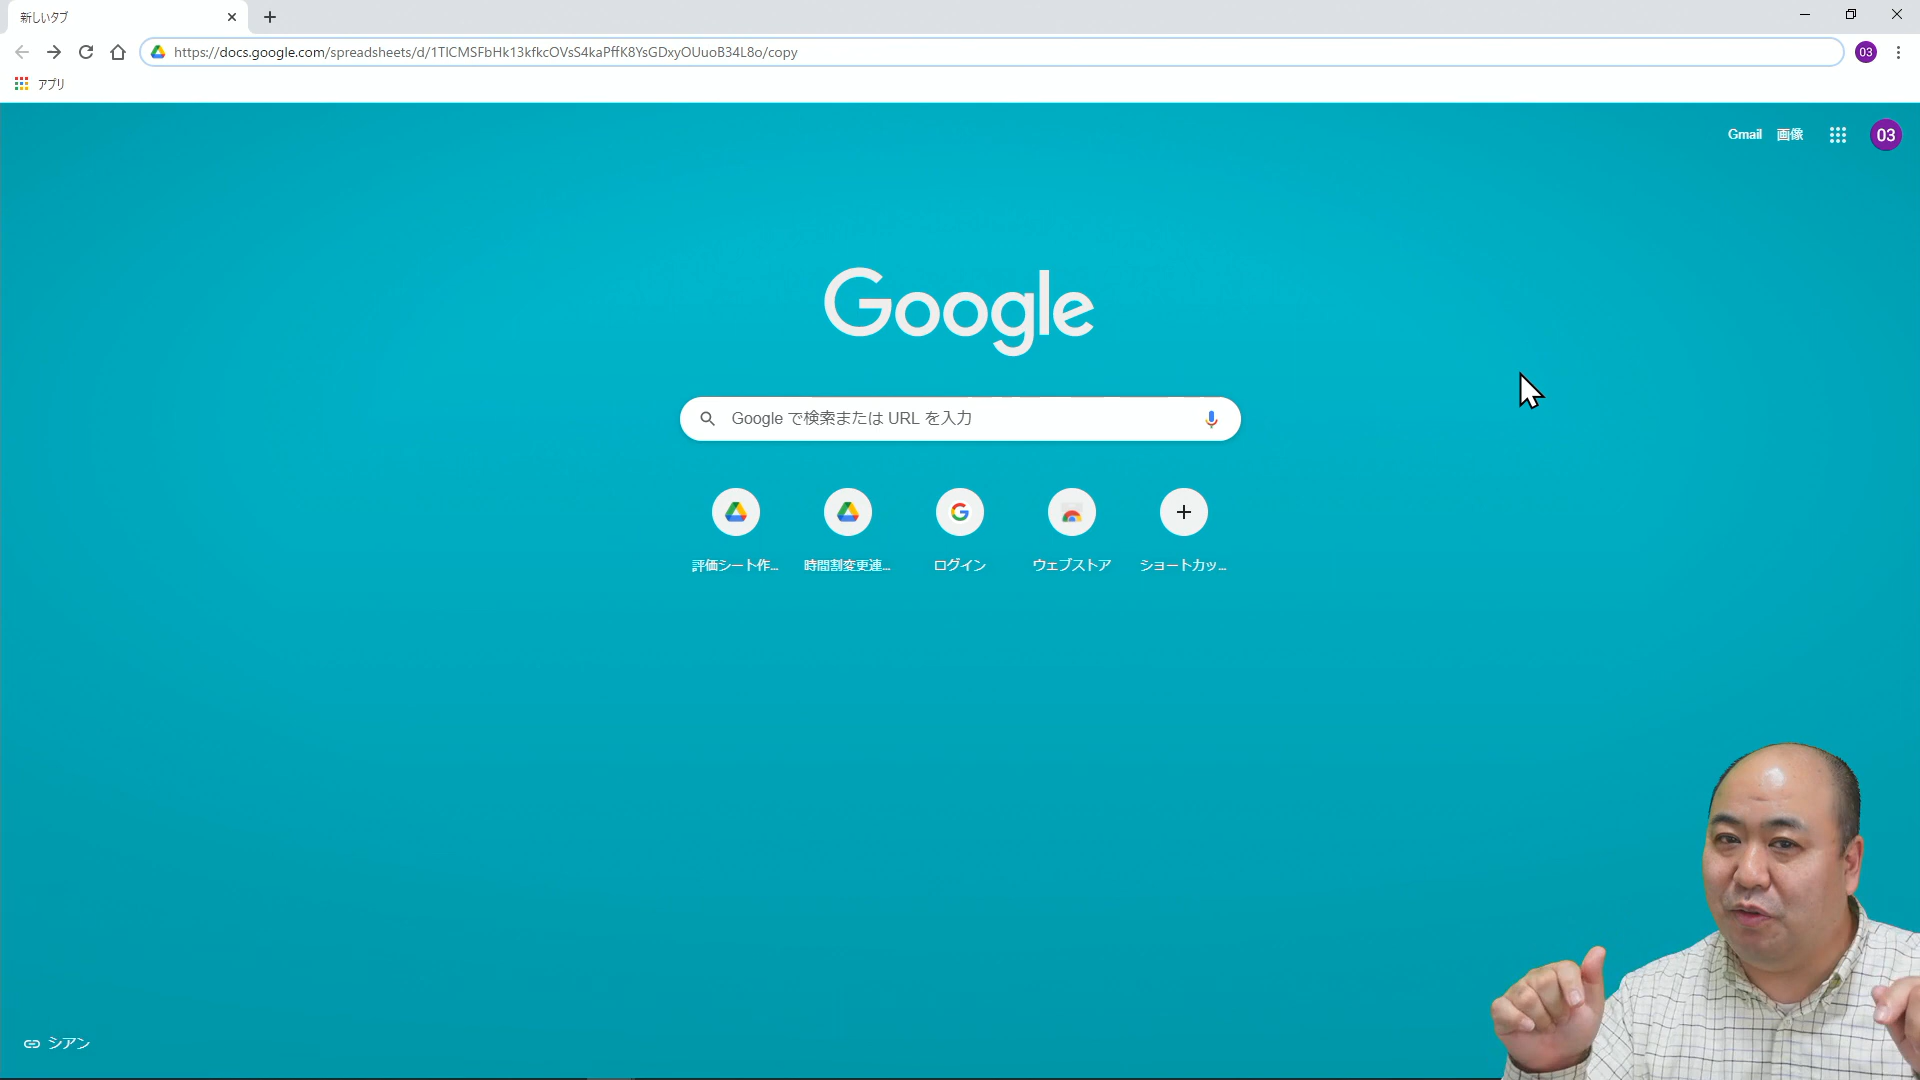 新しいタブ
https://docs.google.com/spreadsheets/d/1TlCMSFbHk13kfkcOVsS4kaPffK8YsGDxyOUuoB34L8o/copy
03
アプリ
Gmail 画像 03
Google
Google で検索または URL を入力
評価シート作... 時間割変更連... ログイン ウェブストア ショートカッ...
シアン